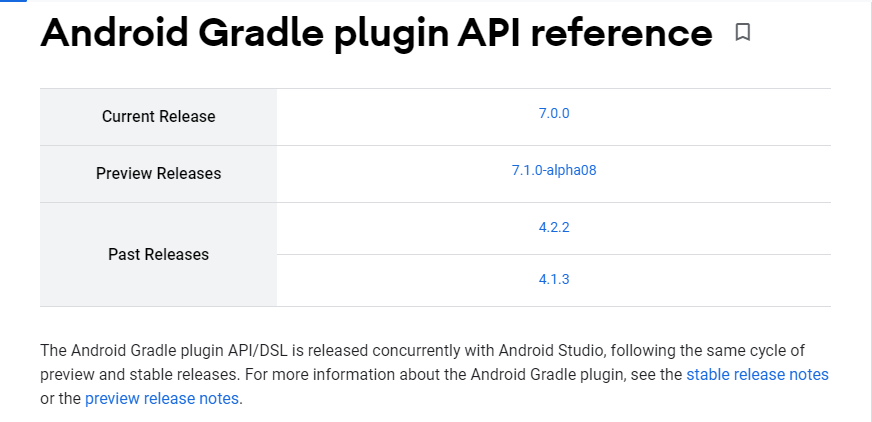 Android Gradle plugin API reference
Current Release
7.0.0
Preview Releases
7.1.0-alpha08
Past Releases
4.2.2
4.1.3
The Android Gradle plugin API/DSL is released concurrently with Android Studio, following the same cycle of
preview and stable releases. For more information about the Android Gradle plugin, see the stable release notes
or the preview release notes.